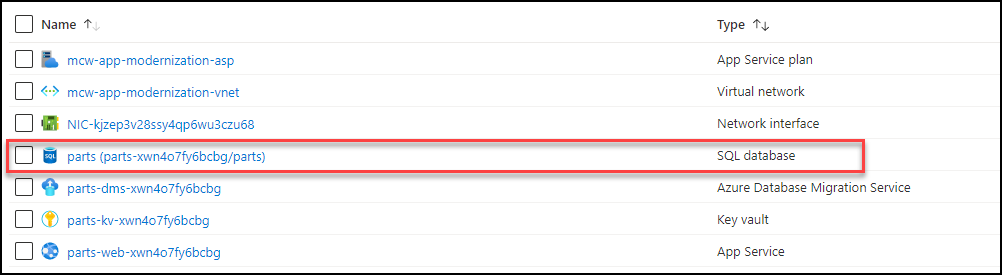 Name ↑↓ Type ↑↓
mcw-app-modernization-asp App Service plan
mcw-app-modernization-vnet Virtual network
NIC-kjzep3v28ssy4qp6wu3czu68 Network interface
SQL parts (parts-xwn4o7fy6bcbg/parts) SQL database
parts-dms-xwn4o7fy6bcbg Azure Database Migration Service
parts-kv-xwn4o7fy6bcbg Key vault
parts-web-xwn4o7fy6bcbg App Service